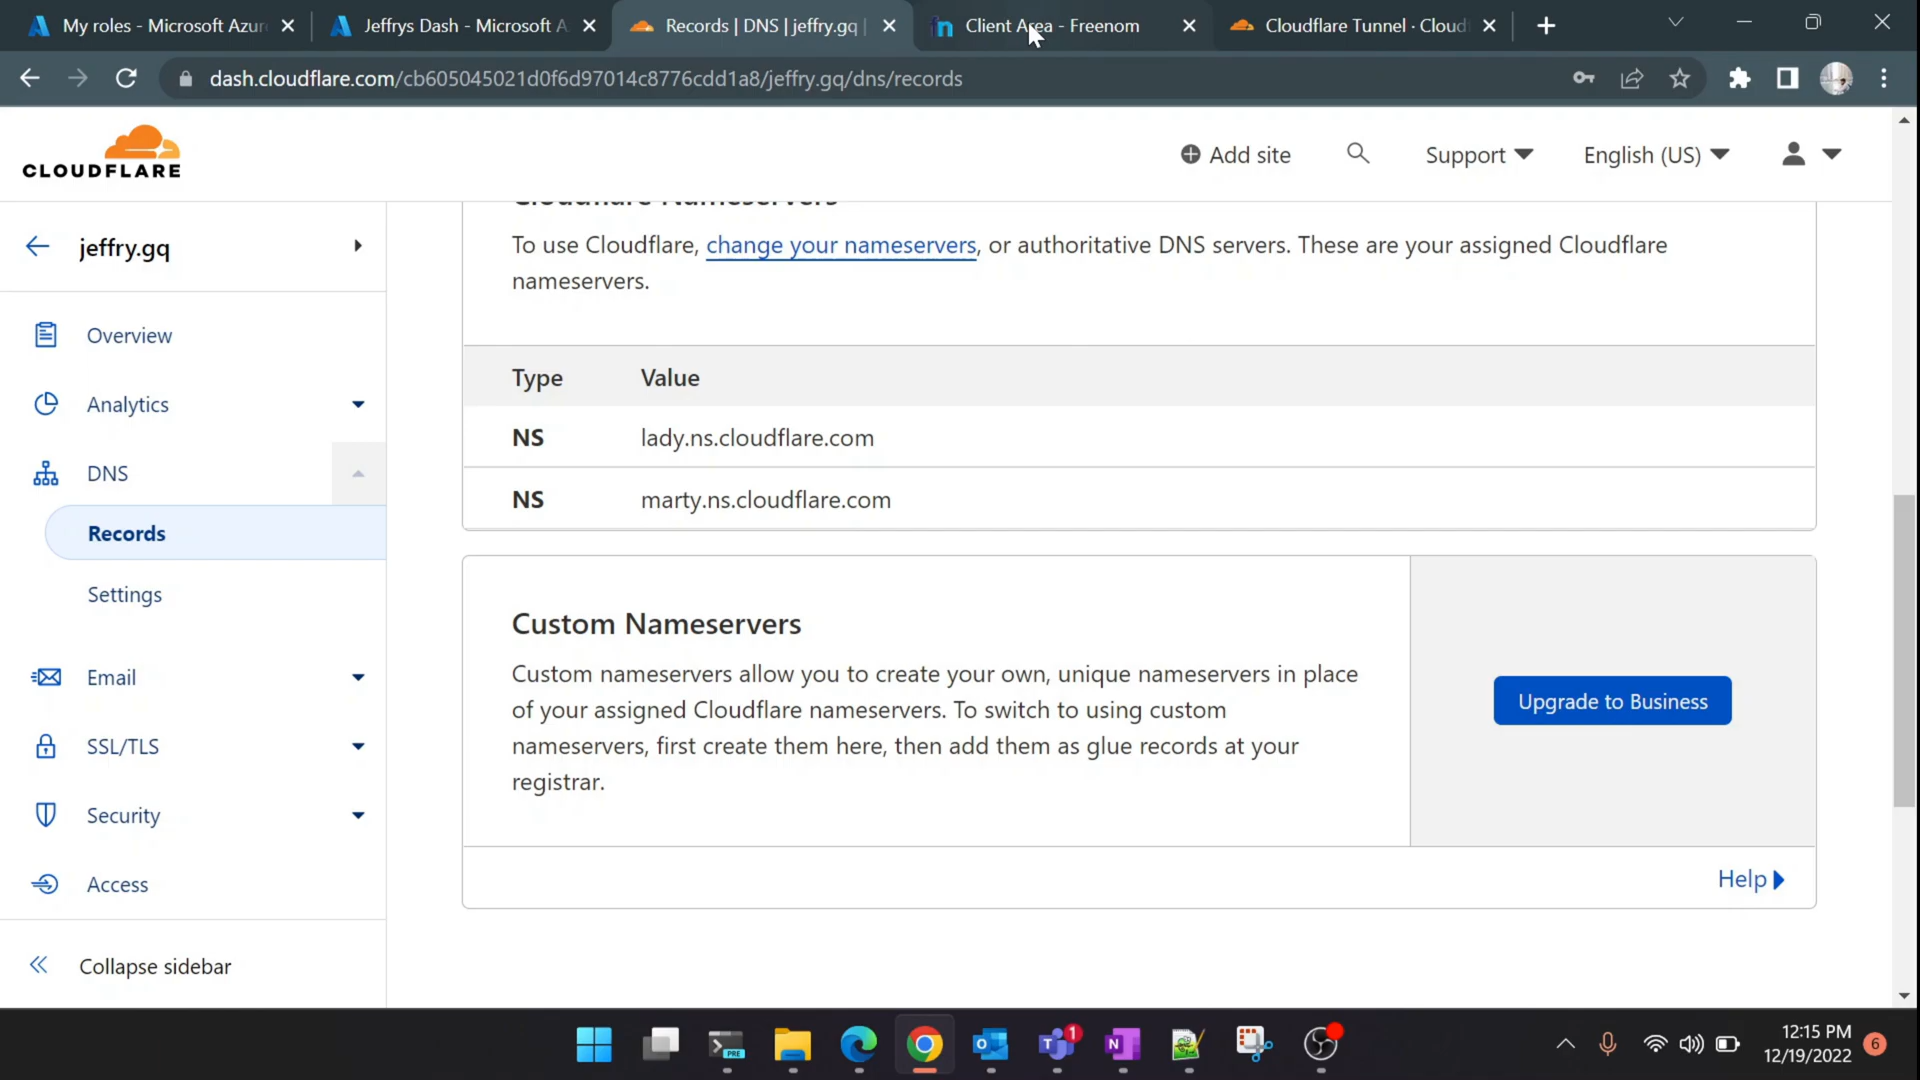 My roles - Microsoft Azur
Jeffrys Dash - Microsoft A
Records | DNS | jeffry.gq |
Client Area - Freenom
Cloudflare Tunnel · Cloud
dash.cloudflare.com/cb605045021d0f6d97014c8776cdd1a8/jeffry.gq/dns/records
CLOUDFLARE
Add site
Support
English (US)
jeffry.gq
Overview
Analytics
DNS
Records
Settings
Email
SSL/TLS
Security
Access
Collapse sidebar
Cloudflare Nameservers
To use Cloudflare, change your nameservers, or authoritative DNS servers. These are your assigned Cloudflare
nameservers.
Type Value
NS lady.ns.cloudflare.com
NS marty.ns.cloudflare.com
Custom Nameservers
Custom nameservers allow you to create your own, unique nameservers in place
of your assigned Cloudflare nameservers. To switch to using custom
nameservers, first create them here, then add them as glue records at your
registrar.
Upgrade to Business
Help
PRE
1
12:15 PM
12/19/2022
6